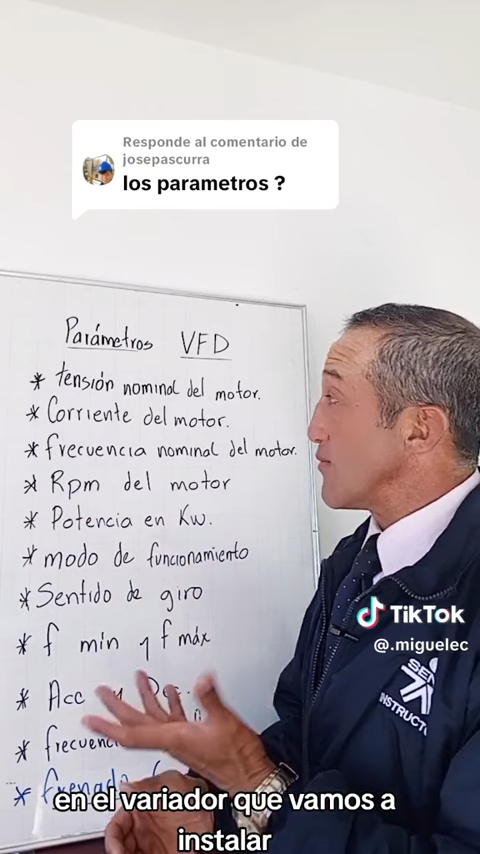 Responde al comentario de
josepascurra
los parametros ?
Parámetros VFD
* tensión nominal del motor.
* Corriente del motor.
* frecuencia nominal del motor.
* Rpm del motor
* Potencia en Kw.
* modo de funcionamiento
* Sentido de giro
* f min y f máx
* Acc y
* frecuencia
*
TikTok
@.miguelec
INSTRUCT
en el variador que vamos a
instalar